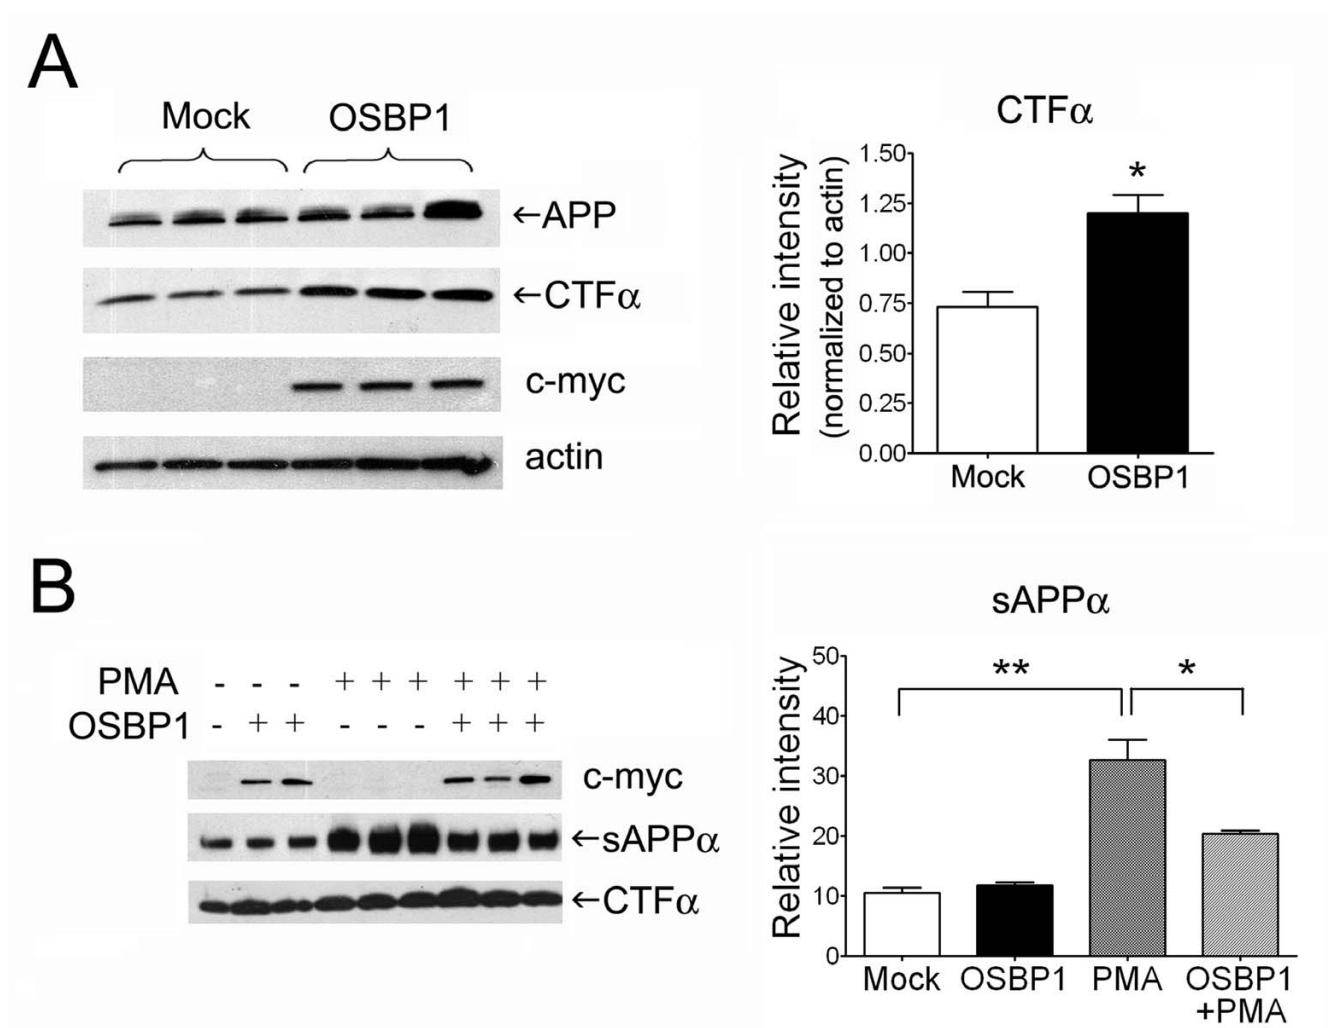 A
Mock OSBP1
←APP
←CTFα
c-myc
actin
CTFα
Relative intensity
(normalized to actin)
1.50
1.25
1.00
0.75
0.50
0.25
0.00
*
Mock OSBP1
B
PMA - - - + + + + + +
OSBP1 - + + - - - + + +
c-myc
←sAPPα
←CTFα
sAPPα
Relative intensity
50
40
30
20
10
0
** *
Mock OSBP1 PMA OSBP1
+PMA